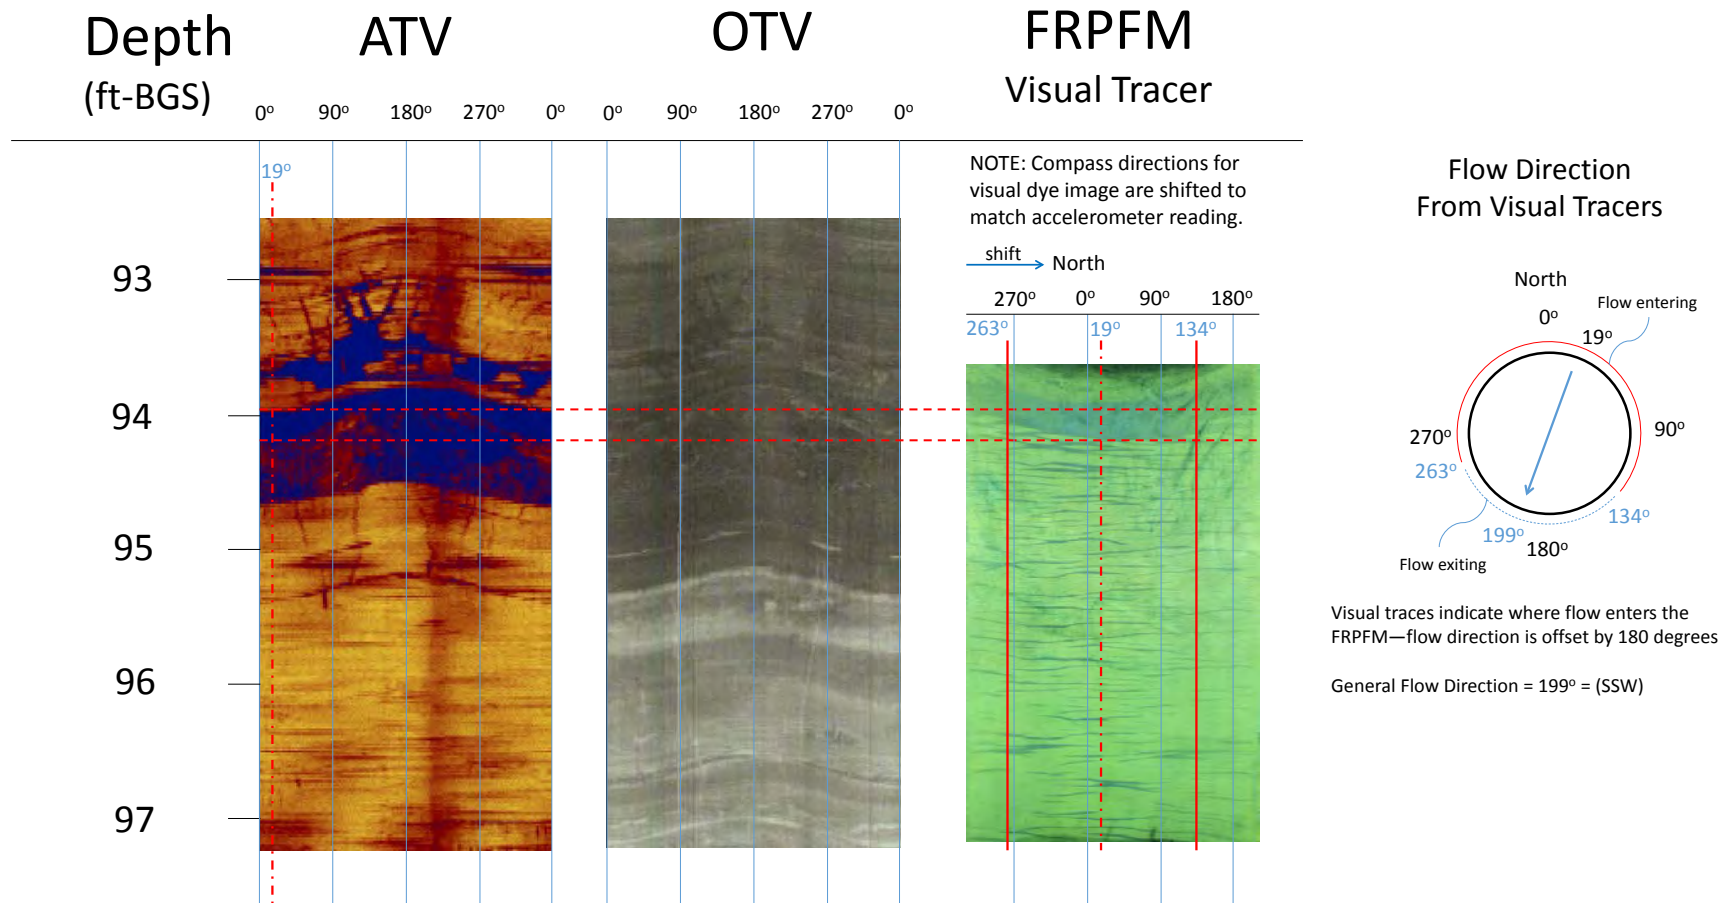 Depth
(ft-BGS)
ATV
OTV
FRPFM
Visual Tracer
0º 90º 180º 270º 0º
0º 90º 180º 270º 0º
19º
NOTE: Compass directions for
visual dye image are shifted to
match accelerometer reading.
shift
North
270º 0º 90º 180º
263º 19º 134º
93
94
95
96
97
Flow Direction
From Visual Tracers
North
Flow entering
0º
19º
270º
90º
263º
134º
199º
180º
Flow exiting
Visual traces indicate where flow enters the
FRPFM—flow direction is offset by 180 degrees
General Flow Direction = 199º = (SSW)